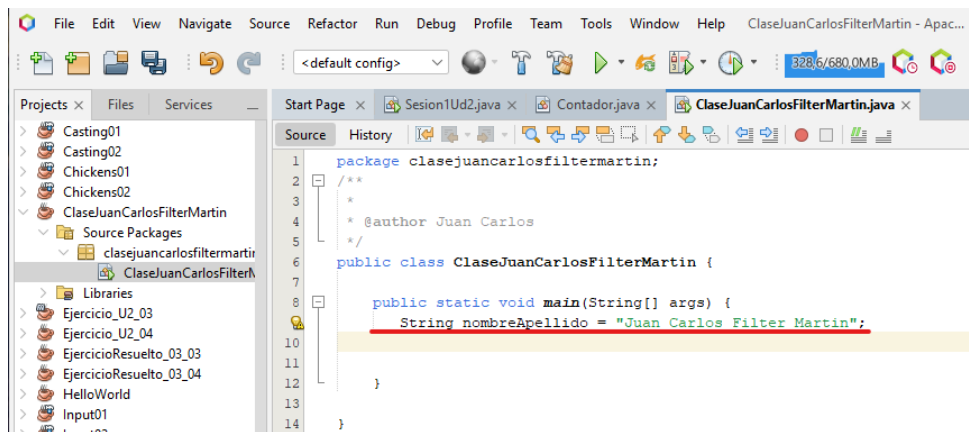 File Edit View Navigate Source Refactor Run Debug Profile Team Tools Window Help ClaseJuanCarlosFilterMartin - Apac...
<default config> 328,6/680,0MB
Projects Files Services
Start Page Sesion1Ud2.java Contador.java ClaseJuanCarlosFilterMartin.java
Source History
Casting01
Casting02
Chickens01
Chickens02
ClaseJuanCarlosFilterMartin
Source Packages
clasejuancarlosfiltermartin
ClaseJuanCarlosFilterM
Libraries
Ejercicio_U2_03
Ejercicio_U2_04
EjercicioResuelto_03_03
EjercicioResuelto_03_04
HelloWorld
Input01
1 package clasejuancarlosfiltermartin;
2 /**
3 *
4 * @author Juan Carlos
5 */
6 public class ClaseJuanCarlosFilterMartin {
7
8 public static void main(String[] args) {
String nombreApellido = "Juan Carlos Filter Martin";
10
11
12 }
13
14 }